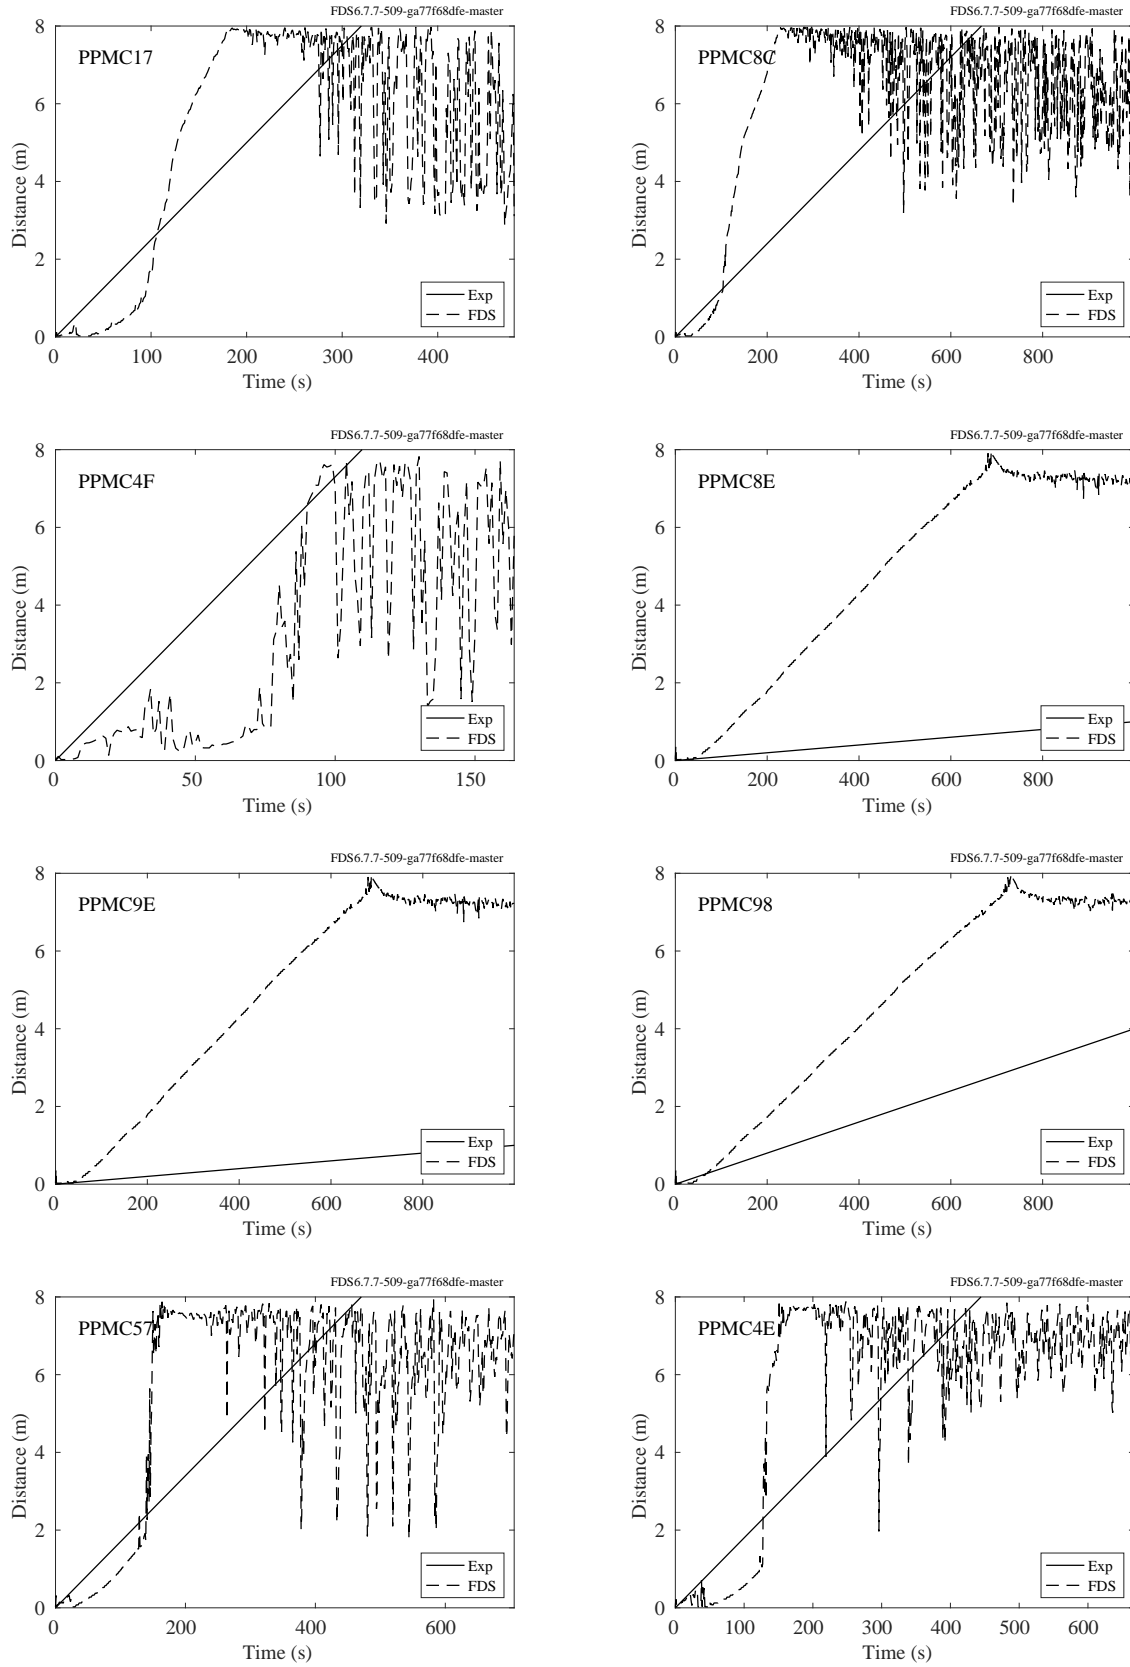 FDS6.7.7-509-ga77f68dfe-master
PPMC17
Distance (m)
8
6
4
2
0
0 100 200 300 400
Time (s)
Exp
FDS
FDS6.7.7-509-ga77f68dfe-master
PPMC8C
Distance (m)
8
6
4
2
0
0 200 400 600 800
Time (s)
Exp
FDS
FDS6.7.7-509-ga77f68dfe-master
PPMC4F
Distance (m)
8
6
4
2
0
0 50 100 150
Time (s)
Exp
FDS
FDS6.7.7-509-ga77f68dfe-master
PPMC8E
Distance (m)
8
6
4
2
0
0 200 400 600 800
Time (s)
Exp
FDS
FDS6.7.7-509-ga77f68dfe-master
PPMC9E
Distance (m)
8
6
4
2
0
0 200 400 600 800
Time (s)
Exp
FDS
FDS6.7.7-509-ga77f68dfe-master
PPMC98
Distance (m)
8
6
4
2
0
0 200 400 600 800
Time (s)
Exp
FDS
FDS6.7.7-509-ga77f68dfe-master
PPMC57
Distance (m)
8
6
4
2
0
0 200 400 600
Time (s)
Exp
FDS
FDS6.7.7-509-ga77f68dfe-master
PPMC4E
Distance (m)
8
6
4
2
0
0 100 200 300 400 500 600
Time (s)
Exp
FDS